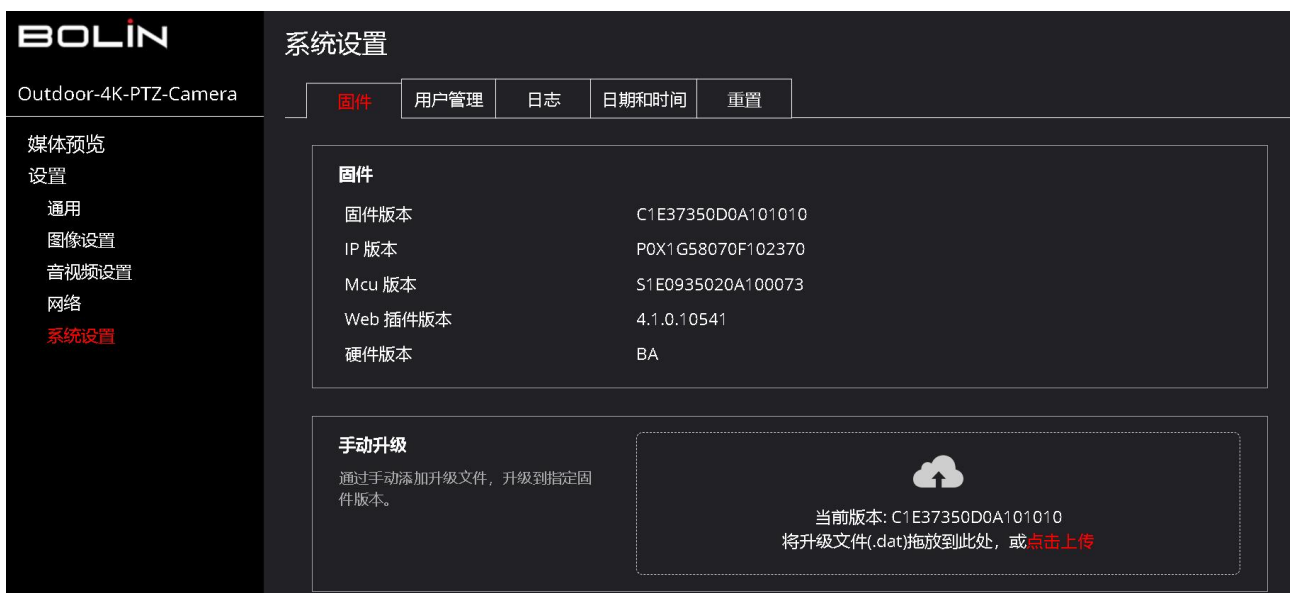 BOLIN
Outdoor-4K-PTZ-Camera
媒体预览
设置
通用
图像设置
音视频设置
网络
系统设置
系统设置
固件 用户管理 日志 日期和时间 重置
固件
固件版本 C1E37350D0A101010
IP 版本 P0X1G58070F102370
Mcu 版本 S1E0935020A100073
Web 插件版本 4.1.0.10541
硬件版本 BA
手动升级
通过手动添加升级文件，升级到指定固
件版本。
当前版本: C1E37350D0A101010
将升级文件(.dat)拖放到此处，或点击上传